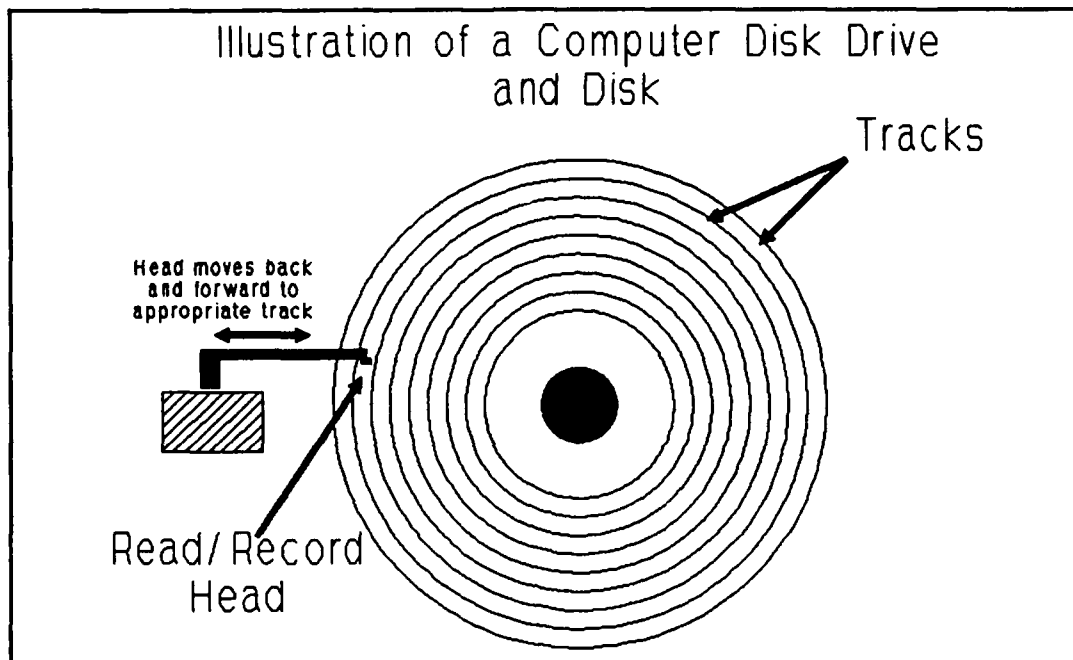 Illustration of a Computer Disk Drive
and Disk
Tracks
Head moves back
and forward to
appropriate track
Read/Record
Head